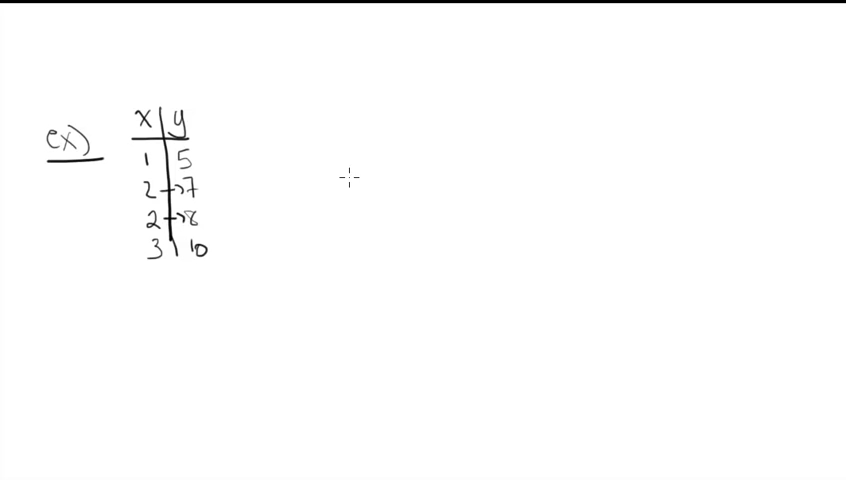 ex)
x | y
1 | 5
2 → 7
2 → 8
3 | 10